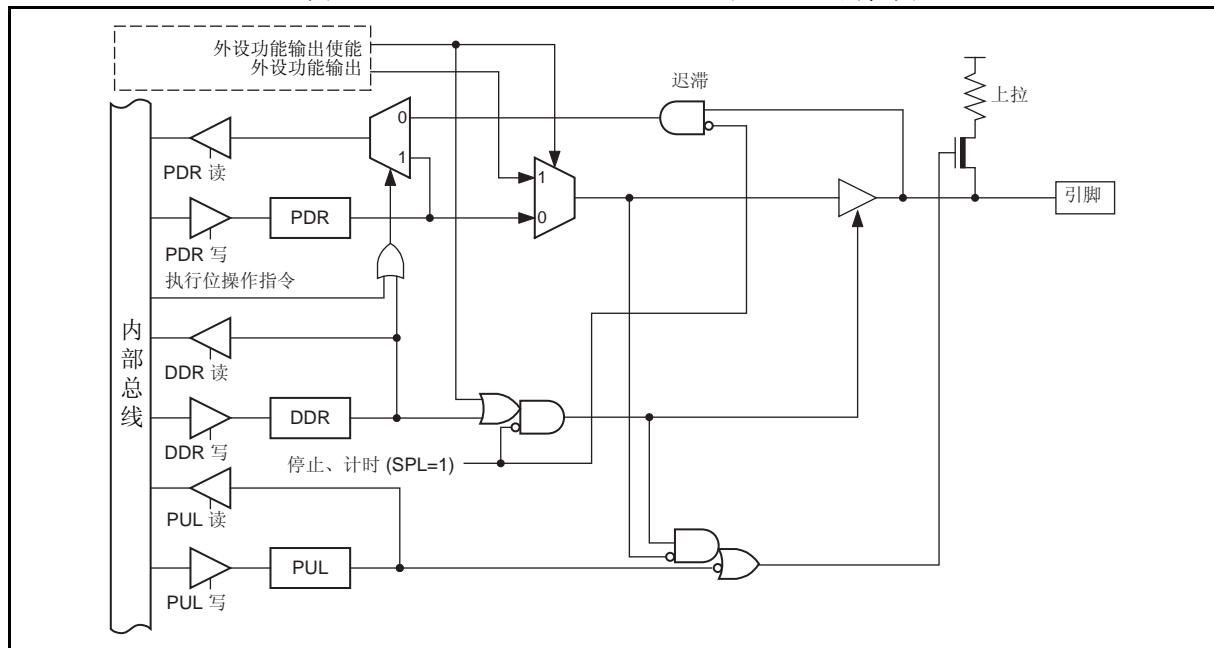 外设功能输出使能
外设功能输出
迟滞
上拉
0
1
PDR 读
1
0
引脚
PDR
PDR 写
执行位操作指令
内部总线
DDR 读
DDR
DDR 写
停止、计时 (SPL=1)
PUL 读
PUL
PUL 写